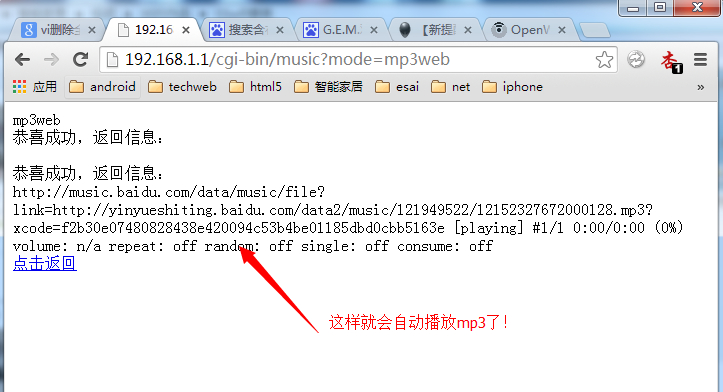 vi删除全
192.16
搜索含
G.E.M.
【新提
OpenW
192.168.1.1/cgi-bin/music?mode=mp3web
杏
1
应用
android
techweb
html5
智能家居
esai
net
iphone
»
mp3web
恭喜成功，返回信息:
恭喜成功，返回信息:
http://music.baidu.com/data/music/file?
link=http://yinyueshiting.baidu.com/data2/music/121949522/12152327672000128.mp3?
xcode=f2b30e07480828438e420094c53b4be01185dbd0cbb5163e [playing] #1/1 0:00/0:00 (0%)
volume: n/a repeat: off random: off single: off consume: off
点击返回
这样就会自动播放mp3了!